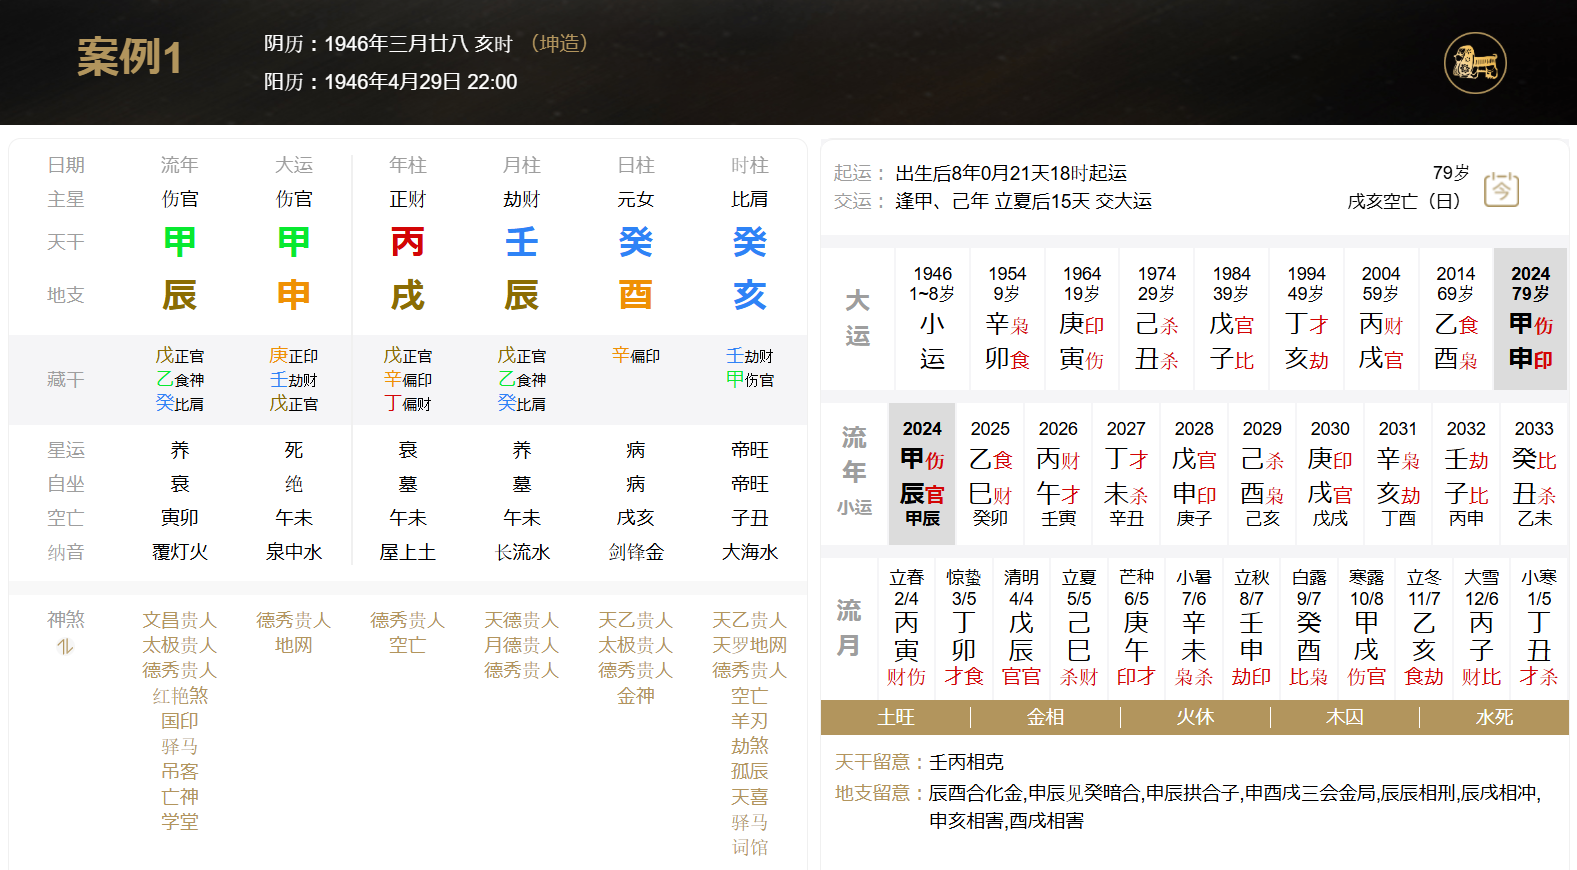 案例1
阴历：1946年三月廿八 亥时 （坤造）
阳历：1946年4月29日 22:00
日期 流年 大运 年柱 月柱 日柱 时柱
主星 伤官 伤官 正财 劫财 元女 比肩
天干 甲 甲 丙 壬 癸 癸
地支 辰 申 戌 辰 酉 亥
藏干
戊正官 庚正印 戊正官 戊正官 辛偏印 壬劫财
乙食神 壬劫财 辛偏印 乙食神 甲伤官
癸比肩 戊正官 丁偏财 癸比肩
星运 养 死 衰 养 病 帝旺
自坐 衰 绝 墓 墓 病 帝旺
空亡 寅卯 午未 午未 午未 戌亥 子丑
纳音 覆灯火 泉中水 屋上土 长流水 剑锋金 大海水
神煞 文昌贵人 德秀贵人 德秀贵人 天德贵人 天乙贵人 天乙贵人
太极贵人 地网 空亡 月德贵人 太极贵人 天罗地网
德秀贵人 德秀贵人 德秀贵人 德秀贵人
红艳煞 金神 空亡
国印 羊刃
驿马 劫煞
吊客 孤辰
亡神 天喜
学堂 驿马
词馆
起运： 出生后8年0月21天18时起运 79岁
交运： 逢甲、己年 立夏后15天 交大运 戌亥空亡（日）
今
大运
1946 1954 1964 1974 1984 1994 2004 2014 2024
1~8岁 9岁 19岁 29岁 39岁 49岁 59岁 69岁 79岁
小 辛枭 庚印 己杀 戊官 丁才 丙财 乙食 甲伤
运 卯食 寅伤 丑杀 子比 亥劫 戌官 酉枭 申印
流年
小运
2024 2025 2026 2027 2028 2029 2030 2031 2032 2033
甲伤 乙食 丙财 丁才 戊官 己杀 庚印 辛枭 壬劫 癸比
辰官 巳财 午才 未杀 申印 酉枭 戌官 亥劫 子比 丑杀
甲辰 癸卯 壬寅 辛丑 庚子 己亥 戊戌 丁酉 丙申 乙未
流月
立春 惊蛰 清明 立夏 芒种 小暑 立秋 白露 寒露 立冬 大雪 小寒
2/4 3/5 4/4 5/5 6/5 7/6 8/7 9/7 10/8 11/7 12/6 1/5
丙 丁 戊 己 庚 辛 壬 癸 甲 乙 丙 丁
寅 卯 辰 巳 午 未 申 酉 戌 亥 子 丑
财伤 才食 官官 杀财 印才 枭杀 劫印 比枭 伤官 食劫 财比 才杀
土旺 金相 火休 木囚 水死
天干留意：壬丙相克
地支留意：辰酉合化金,申辰见癸暗合,申辰拱合子,申酉戌三会金局,辰辰相刑,辰戌相冲,
申亥相害,酉戌相害